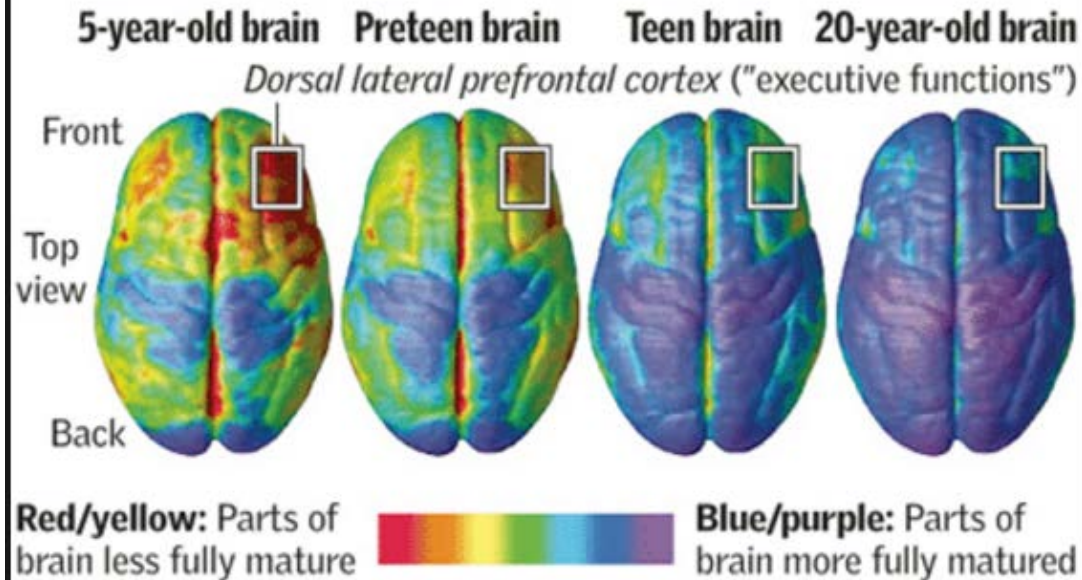 5-year-old brain Preteen brain Teen brain 20-year-old brain
Dorsal lateral prefrontal cortex ("executive functions")
Front
Top
view
Back
Red/yellow: Parts of
brain less fully mature
Blue/purple: Parts of
brain more fully matured